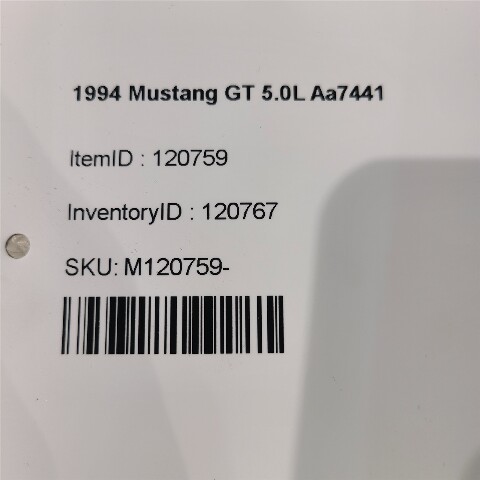 1994 Mustang GT 5.0L Aa7441
ItemID : 120759
InventoryID : 120767
SKU: M120759-